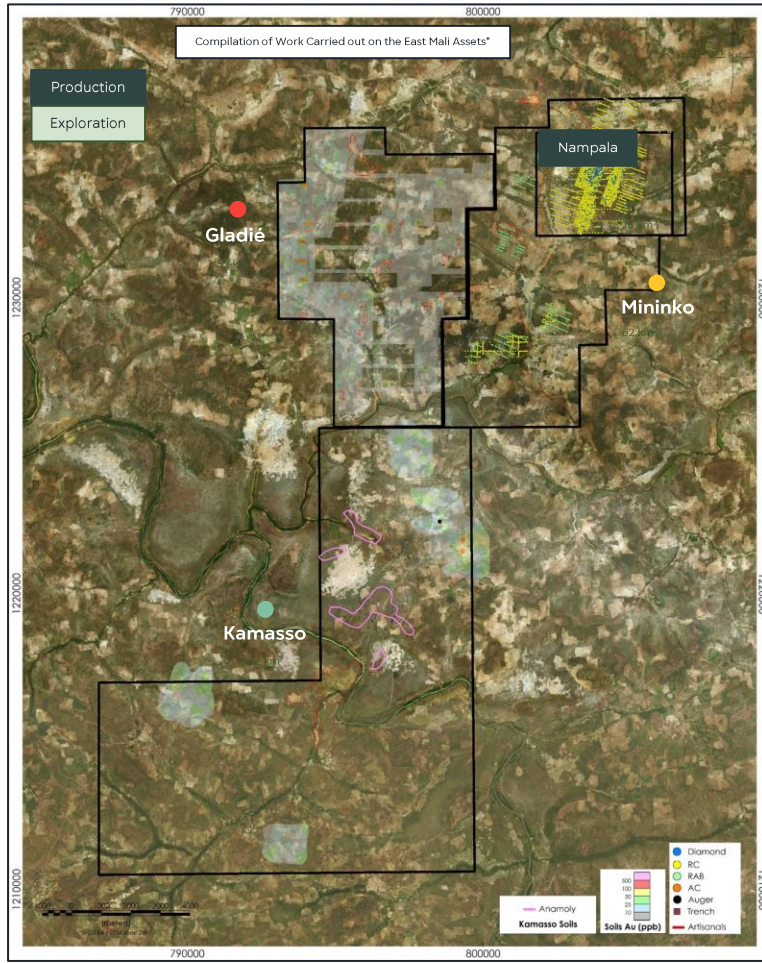 790000
800000
Compilation of Work Carried out on the East Mali Assets*
Production
Exploration
Nampala
Gladié
Mininko
1230000
1220000
Kamasso
1220000
1210000
Diamond
RC
RAB
AC
Auger
Trench
Artisanals
Anamoly
Kamasso Soils
500
100
50
25
10
Soils Au (ppb)
790000
800000